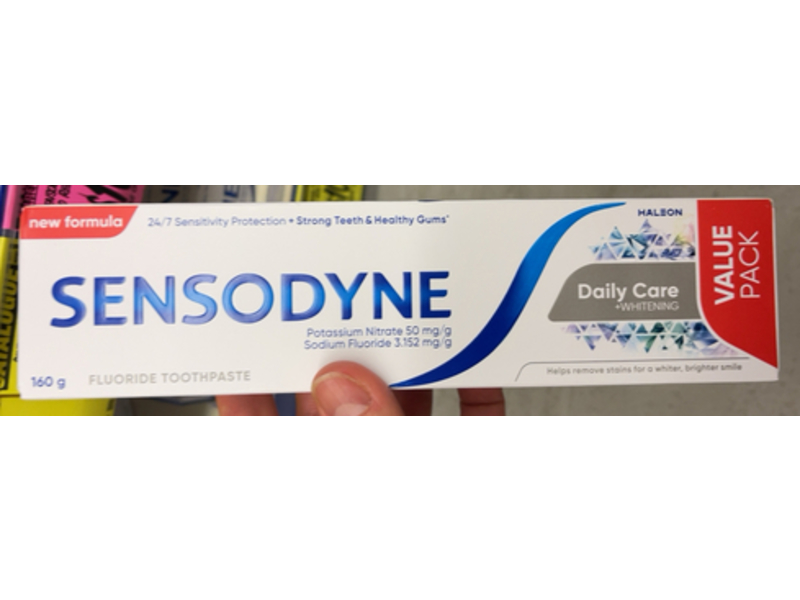 new formula
24/7 Sensitivity Protection + Strong Teeth & Healthy Gums*
HALEON
SENSODYNE
Potassium Nitrate 50 mg/g
Sodium Fluoride 3.152 mg/g
160 g FLUORIDE TOOTHPASTE
Daily Care
+WHITENING
Helps remove stains for a whiter, brighter smile
VALUE
PACK